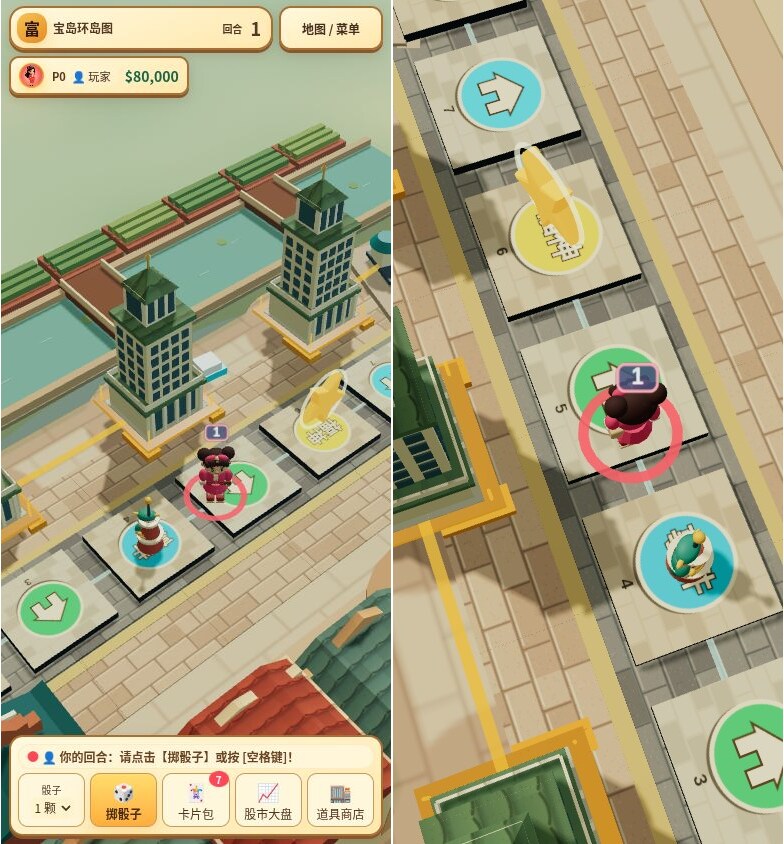 富 宝岛环岛图 回合 1
地图 / 菜单
P0 玩家 $80,000
1
3
你的回合：请点击【掷骰子】或按 [空格键]！
骰子
1 颗
掷骰子
7
卡片包
股市大盘
道具商店
7
6
5
1
4
3